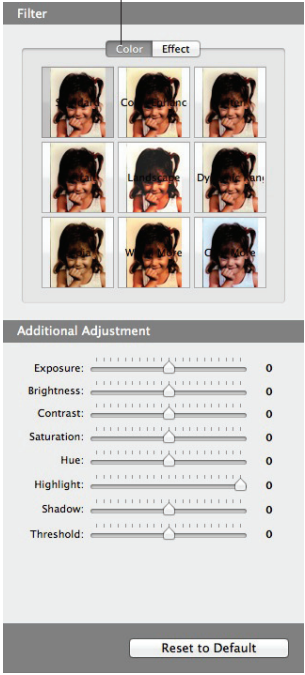 Filter
Color Effect
Landscape
Additional Adjustment
Exposure: 0
Brightness: 0
Contrast: 0
Saturation: 0
Hue: 0
Highlight: 0
Shadow: 0
Threshold: 0
Reset to Default